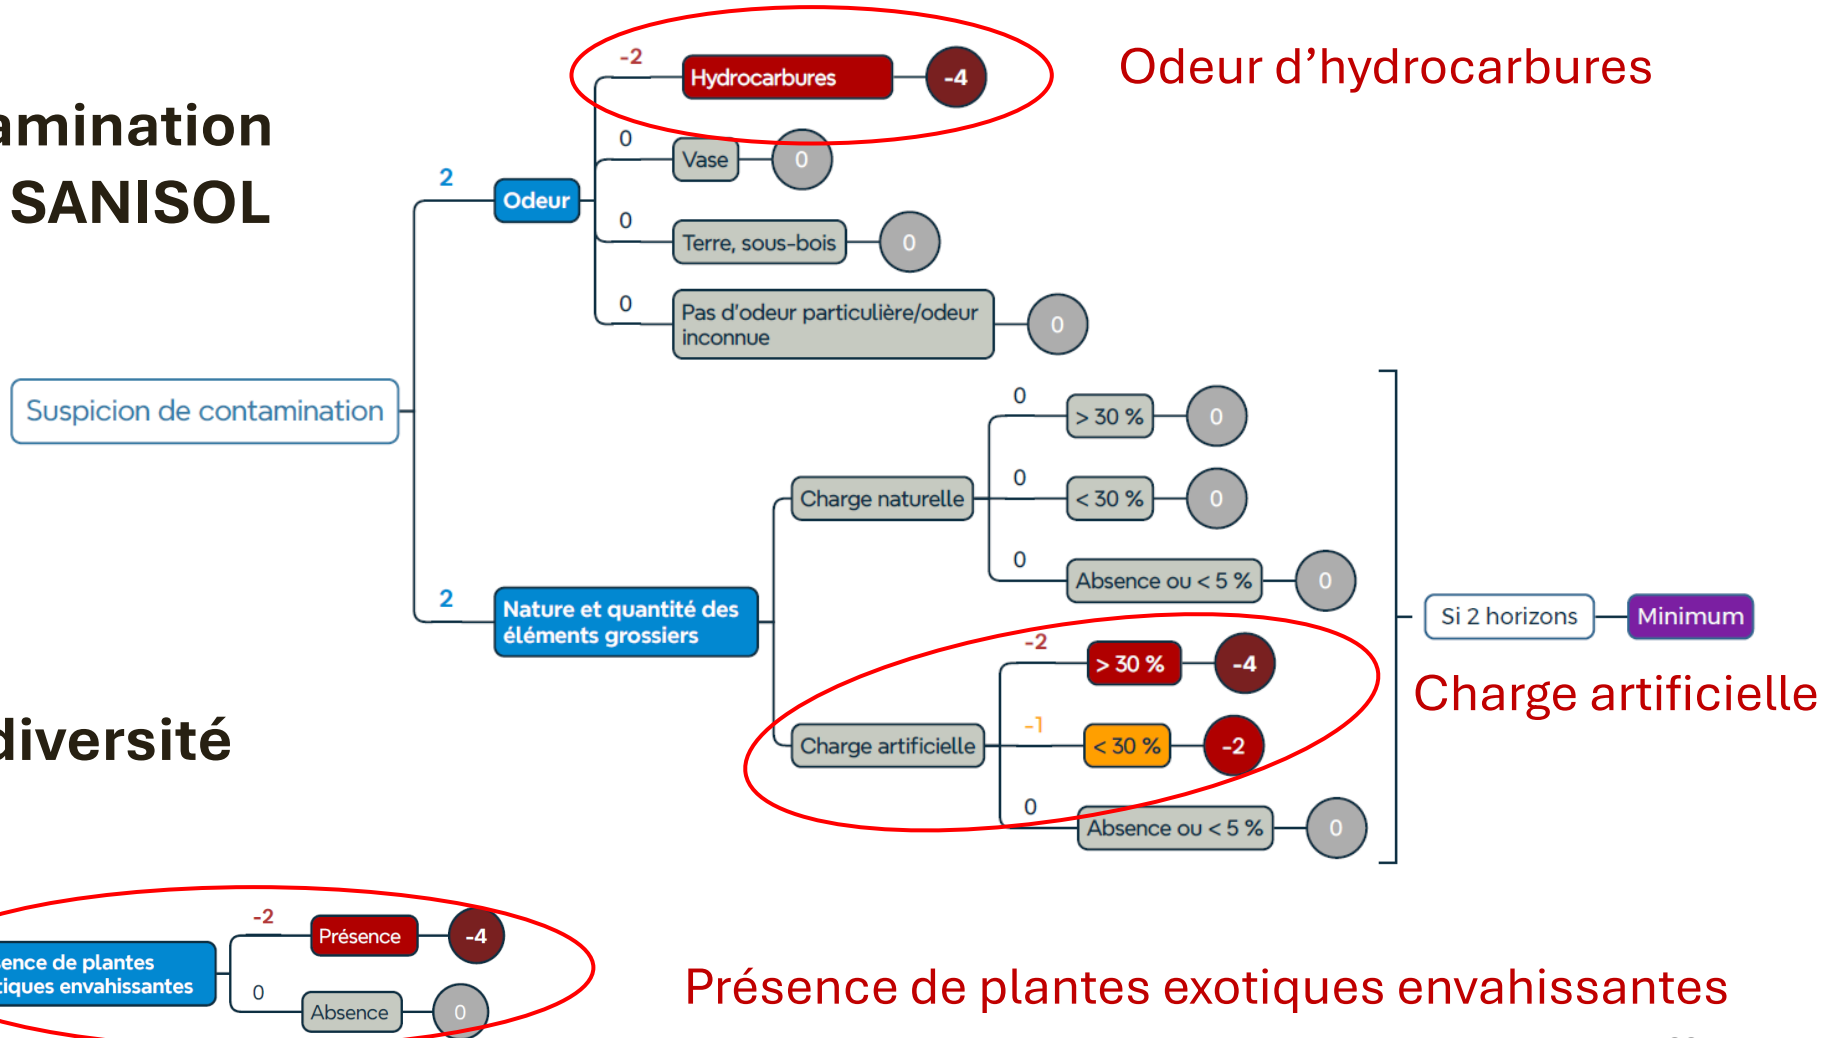 -2
Hydrocarbures
-4
Odeur d'hydrocarbures
amination
SANISOL
0
Vase
0
2
Odeur
0
Terre, sous-bois
0
0
Pas d'odeur particulière/odeur
inconnue
0
Suspicion de contamination
0
> 30 %
0
Charge naturelle
0
< 30 %
0
0
Absence ou < 5 %
0
2
Nature et quantité des
éléments grossiers
Si 2 horizons
Minimum
-2
> 30 %
-4
Charge artificielle
Charge artificielle
-1
< 30 %
-2
0
Absence ou < 5 %
0
diversité
ence de plantes
tiques envahissantes
-2
Présence
-4
0
Absence
0
Présence de plantes exotiques envahissantes